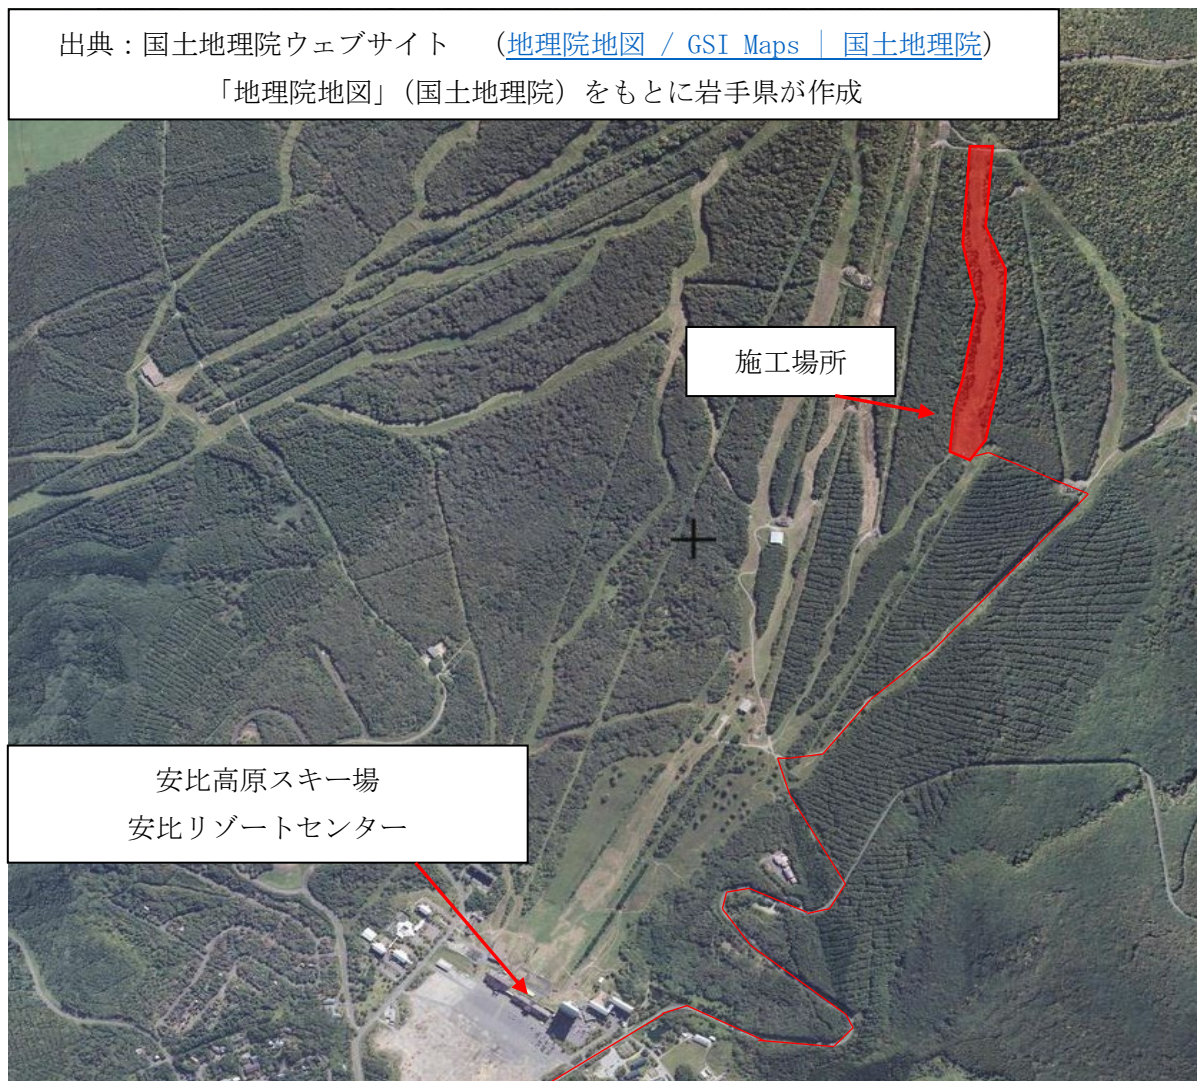 出典：国土地理院ウェブサイト　（地理院地図 / GSI Maps | 国土地理院）
「地理院地図」（国土地理院）をもとに岩手県が作成
施工場所
安比高原スキー場
安比リゾートセンター